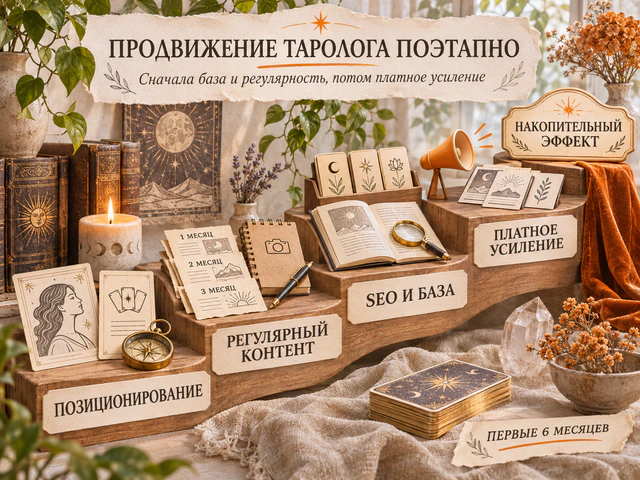 ПРОДВИЖЕНИЕ ТАРОЛОГА ПОЭТАПНО
Сначала база и регулярность, потом платное усиление
НАКОПИТЕЛЬНЫЙ
ЭФФЕКТ
1 МЕСЯЦ
2 МЕСЯЦ
3 МЕСЯЦ
ПЛАТНОЕ
УСИЛЕНИЕ
SEO И БАЗА
РЕГУЛЯРНЫЙ
КОНТЕНТ
ПОЗИЦИОНИРОВАНИЕ
ПЕРВЫЕ 6 МЕСЯЦЕВ